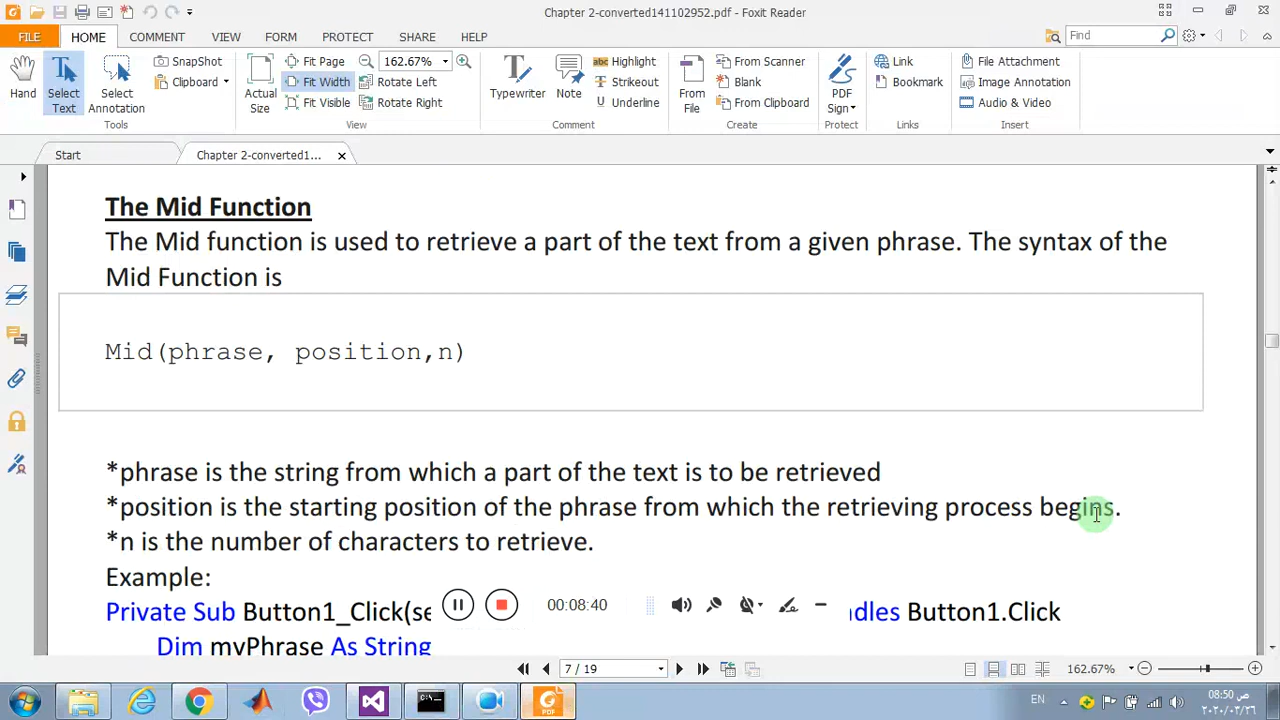 Chapter 2-converted141102952.pdf - Foxit Reader
FILE HOME COMMENT VIEW FORM PROTECT SHARE HELP Find
Hand
Select Text
Select Annotation
SnapShot
Clipboard
Tools
Actual Size
Fit Page
Fit Width
Fit Visible
162.67%
Rotate Left
Rotate Right
View
Typewriter
Note
Highlight
Strikeout
Underline
Comment
From File
From Scanner
Blank
From Clipboard
Create
PDF Sign
Protect
Link
Bookmark
Links
File Attachment
Image Annotation
Audio & Video
Insert
Start Chapter 2-converted1...
The Mid Function
The Mid function is used to retrieve a part of the text from a given phrase. The syntax of the
Mid Function is
Mid(phrase, position,n)
*phrase is the string from which a part of the text is to be retrieved
*position is the starting position of the phrase from which the retrieving process begins.
*n is the number of characters to retrieve.
Example:
Private Sub Button1_Click(se ndles Button1.Click
00:08:40
Dim myPhrase As String
7 / 19 162.67%
PDF
EN 08:50 ص
٢٠٢٠/٠٣/٢٦